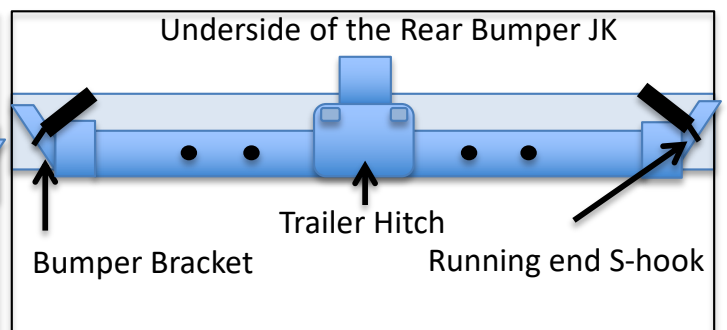 Underside of the Rear Bumper JK
Trailer Hitch
Bumper Bracket
Running end S-hook